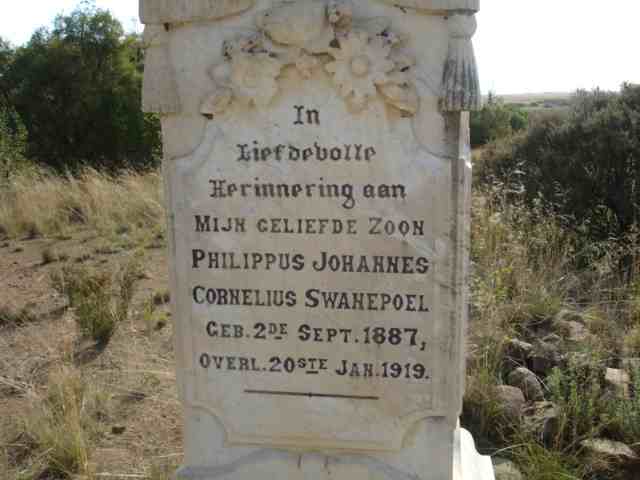 In
Liefdevolle
Herinnering aan
MIJN GELIEFDE ZOON
PHILIPPUS JOHANNES
CORNELIUS SWANEPOEL
GEB. 2DE SEPT. 1887,
OVERL. 20STE JAN. 1919.